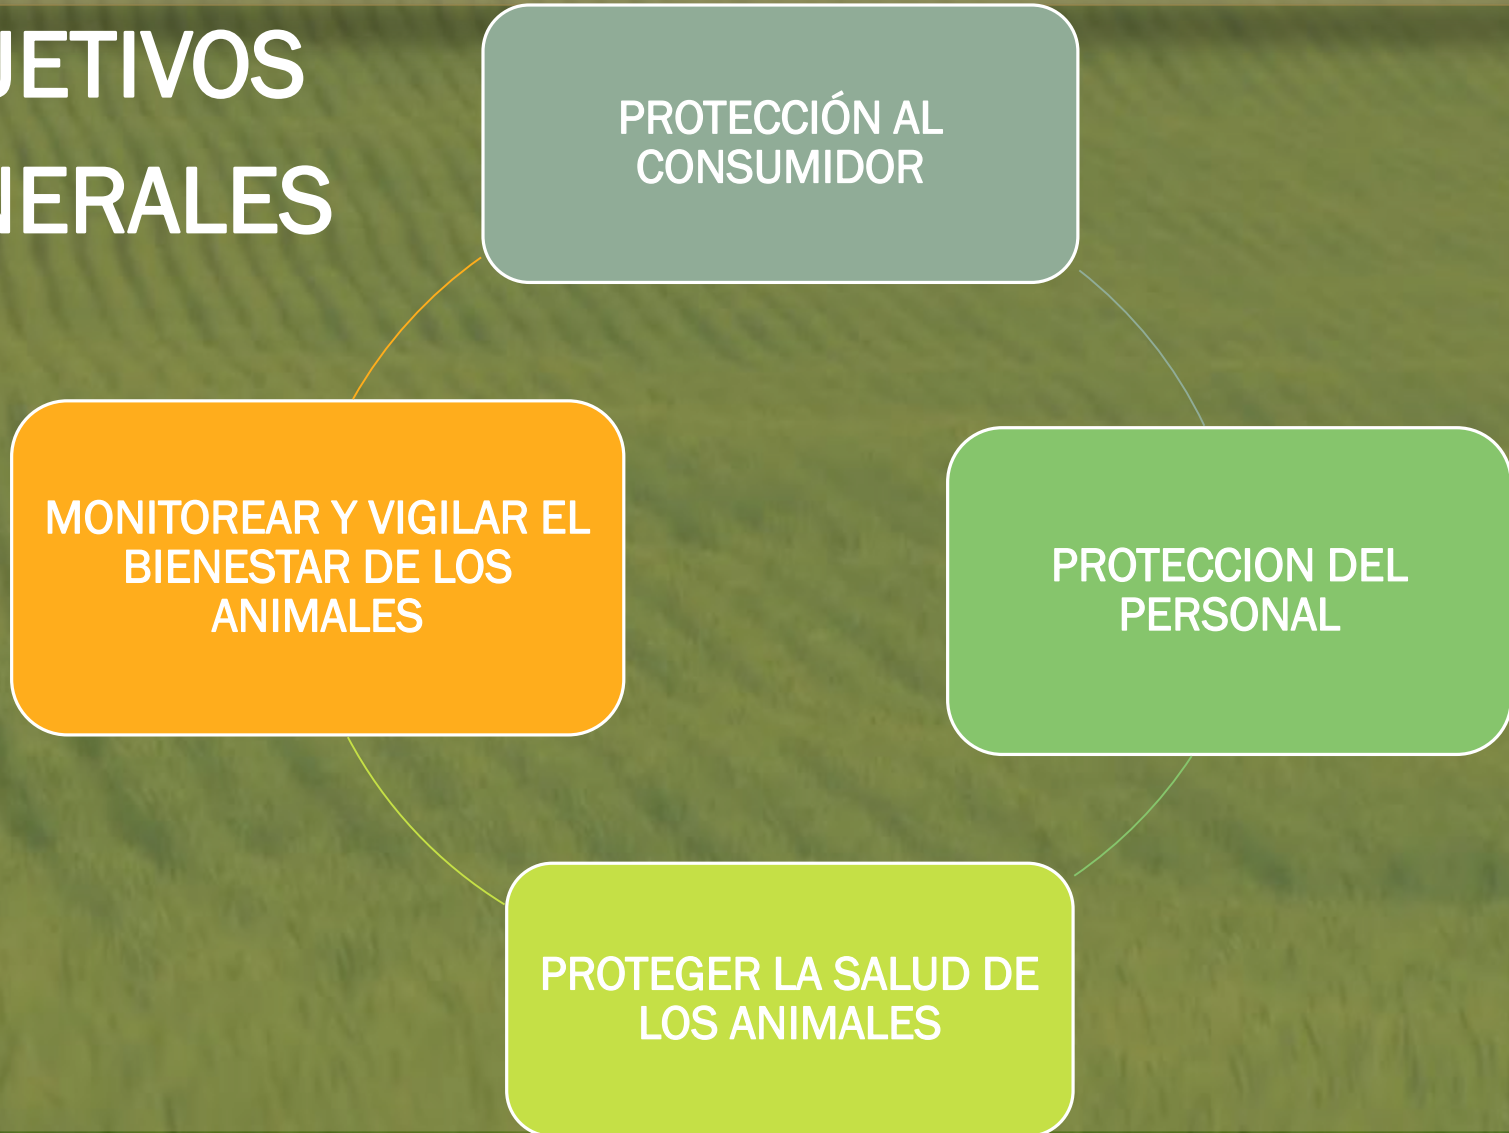 JETIVOS
NERALES
PROTECCIÓN AL
CONSUMIDOR
MONITOREAR Y VIGILAR EL
BIENESTAR DE LOS
ANIMALES
PROTECCION DEL
PERSONAL
PROTEGER LA SALUD DE
LOS ANIMALES